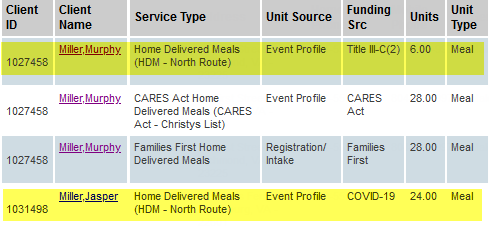 Client ID Client Name Service Type Unit Source Funding Src Units Unit Type
1027458 Miller,Murphy Home Delivered Meals (HDM - North Route) Event Profile Title III-C(2) 6.00 Meal
1027458 Miller,Murphy CARES Act Home Delivered Meals (CARES Act - Christys List) Event Profile CARES Act 28.00 Meal
1027458 Miller,Murphy Families First Home Delivered Meals Registration/ Intake Families First 28.00 Meal
1031498 Miller,Jasper Home Delivered Meals (HDM - North Route) Event Profile COVID-19 24.00 Meal